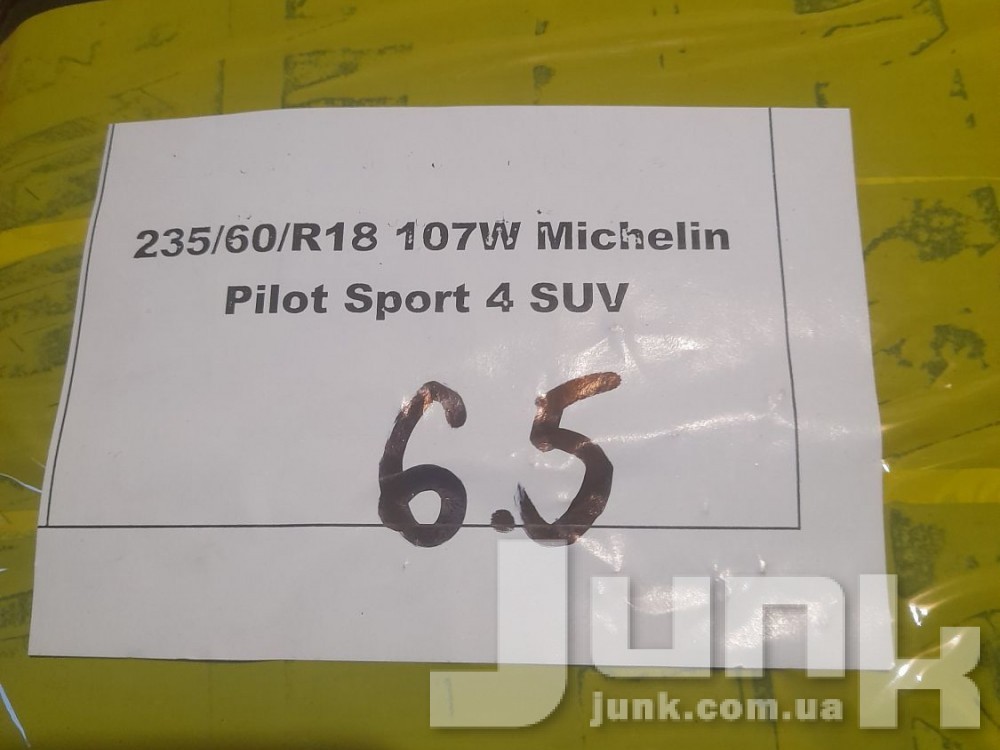 235/60/R18 107W Michelin
Pilot Sport 4 SUV
6.5
Junk
junk.com.ua